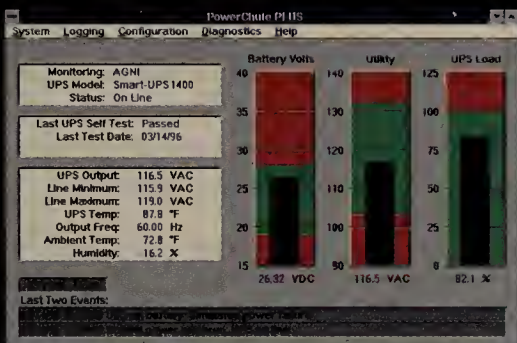 PowerChute PLUS
System Logging Configuration Diagnostics Help
Monitoring: AGNI
UPS Model: Smart-UPS 1400
Status: On Line
Last UPS Self Test: Passed
Last Test Date: 03/14/96
UPS Output: 116.5 VAC
Line Minimum: 115.9 VAC
Line Maximum: 119.0 VAC
UPS Temp: 87.8 °F
Output Freq: 60.00 Hz
Ambient Temp: 72.8 °F
Humidity: 16.2 %
Battery Volts
40
35
30
25
20
15
26.32 VDC
Utility
140
130
120
110
100
90
116.5 VAC
UPS Load
125
100
75
50
25
0
82.1 %
Last Two Events: